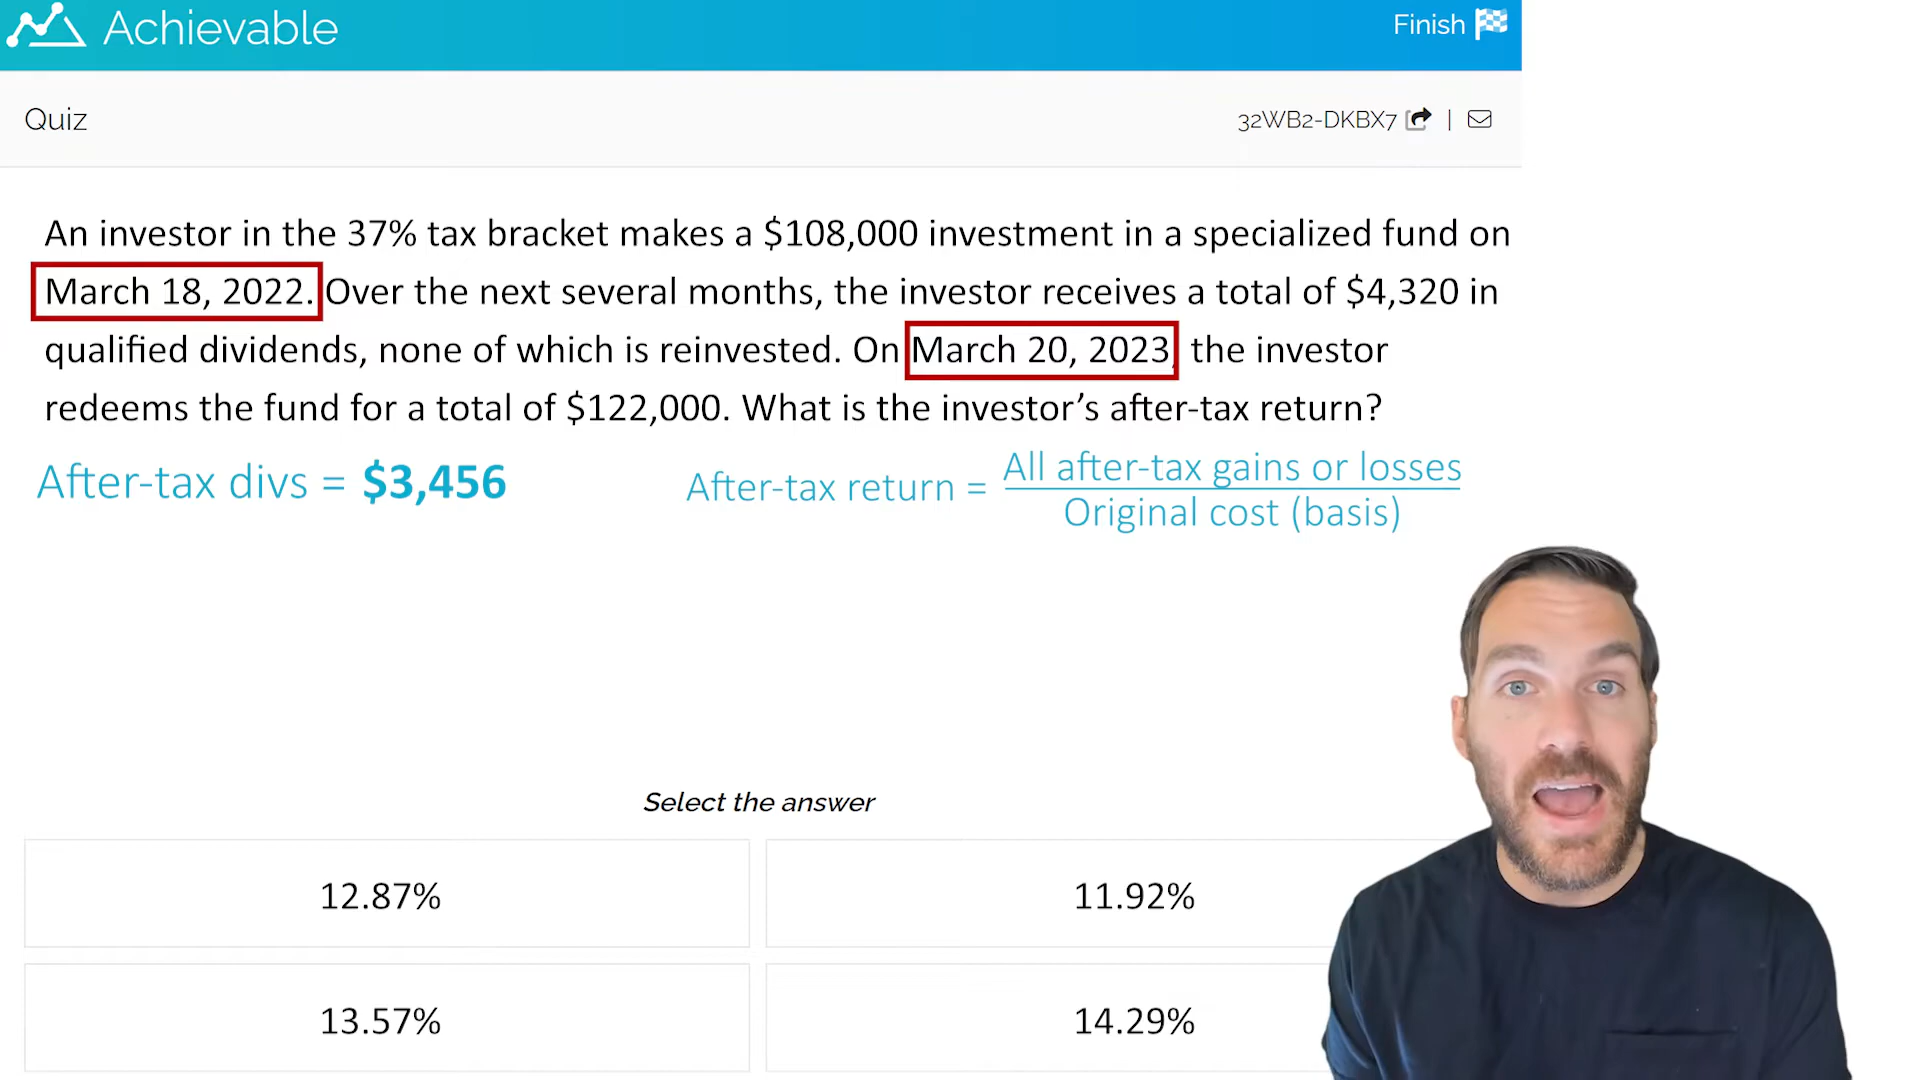 Achievable
Finish
Quiz
32WB2-DKBX7 |
An investor in the 37% tax bracket makes a $108,000 investment in a specialized fund on
March 18, 2022. Over the next several months, the investor receives a total of $4,320 in
qualified dividends, none of which is reinvested. On March 20, 2023, the investor
redeems the fund for a total of $122,000. What is the investor’s after-tax return?
After-tax divs = $3,456
After-tax return = All after-tax gains or losses
Original cost (basis)
Select the answer
12.87%
11.92%
13.57%
14.29%